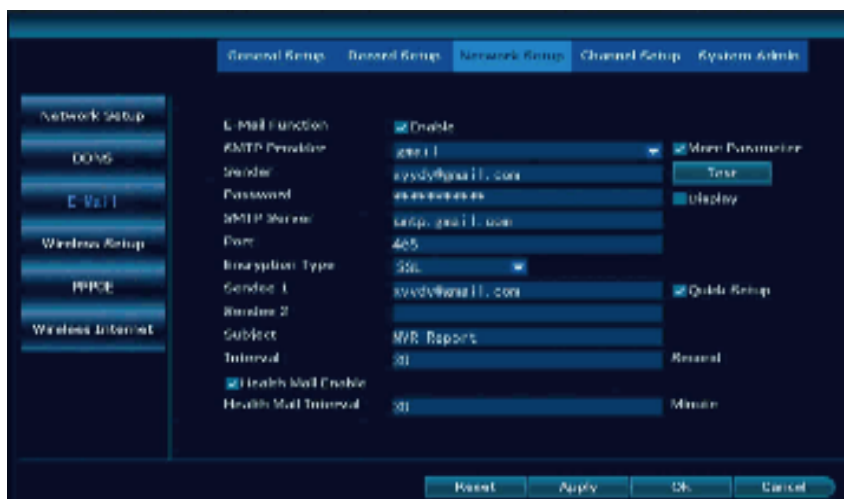 General Setup Record Setup Network Setup Channel Setup System Admin
Network Setup
DDNS
E-Mail
Wireless Setup
PPPOE
Wireless Internet
E-Mail Function Enable
SMTP Provider gmail More Parameter
Sender @gmail.com Test
Password ************ Display
SMTP Server smtp.gmail.com
Port 465
Encryption Type SSL
Sendee 1 @gmail.com Quick Setup
Sendee 2
Subject NVR Report
Interval 30 Second
Health Mail Enable
Health Mail Interval 30 Minute
Reset Apply OK Cancel